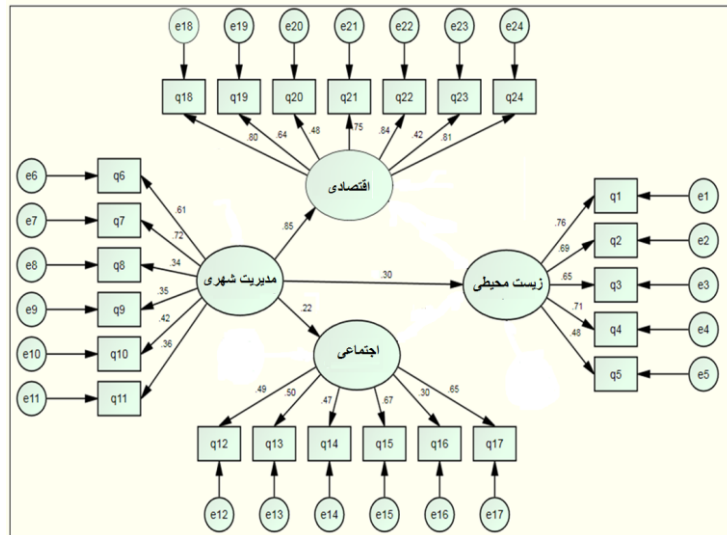 e18 e19 e20 e21 e22 e23 e24
q18 q19 q20 q21 q22 q23 q24
.80 .64 .48 .75 .84 .42 .81
اقتصادی
e6 q6
e7 q7
e8 q8
e9 q9
e10 q10
e11 q11
.61
.72
.34
.35
.42
.36
مدیریت شهری
.85
.30
.22
زیست محیطی
.76
.69
.65
.71
.48
q1 e1
q2 e2
q3 e3
q4 e4
q5 e5
اجتماعی
.49 .50 .47 .67 .30 .65
q12 q13 q14 q15 q16 q17
e12 e13 e14 e15 e16 e17